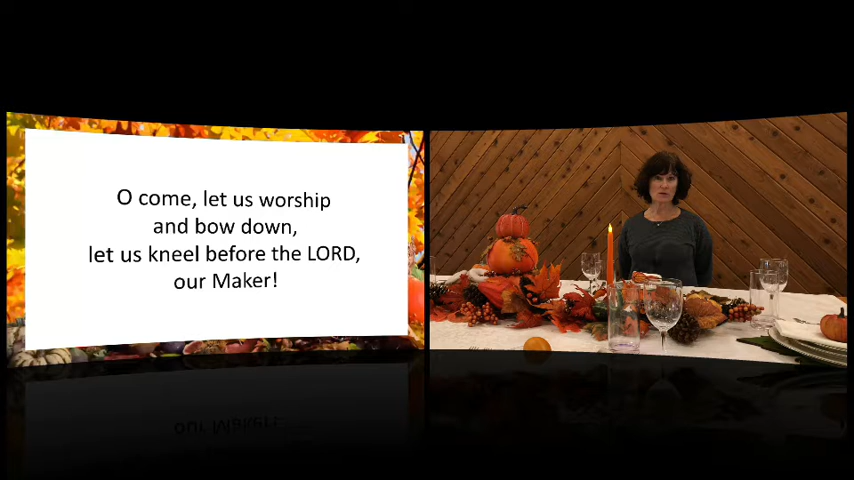 O come, let us worship
and bow down,
let us kneel before the LORD,
our Maker!